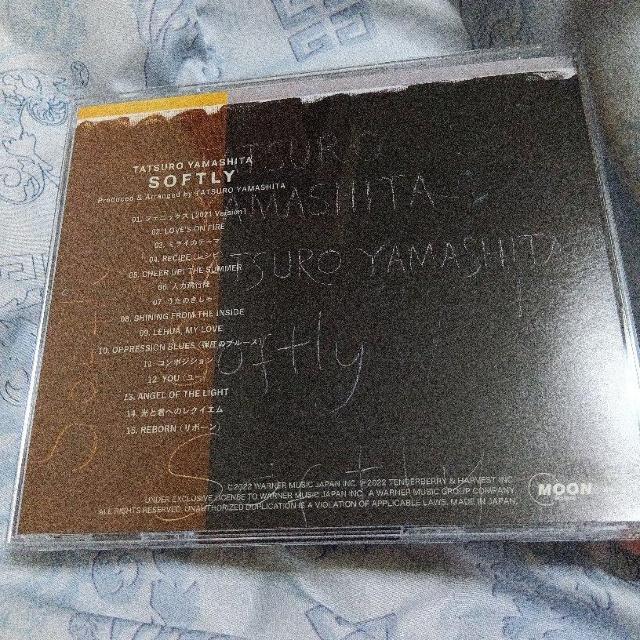 TATSURO YAMASHITA
SOFTLY
Produced & Arranged by TATSURO YAMASHITA
01. フェニックス [2021 Version]
02. LOVE'S ON FIRE
03. ミライのテーマ
04. RECIPE (レシピ)
05. CHEER UP! THE SUMMER
06. 人力飛行機
07. うたのきしゃ
08. SHINING FROM THE INSIDE
09. LEHUA, MY LOVE
10. OPPRESSION BLUES (弾圧のブルース)
11. コンポジション
12. YOU (ユー)
13. ANGEL OF THE LIGHT
14. 光と君へのレクイエム
15. REBORN (リボーン)
TATSURO
YAMASHITA
TATSURO YAMASHITA
Softly
Softly
©2022 WARNER MUSIC JAPAN INC. ℗ 2022 TENDERBERRY & HARVEST INC
UNDER EXCLUSIVE LICENSE TO WARNER MUSIC JAPAN INC. A WARNER MUSIC GROUP COMPANY.
ALL RIGHTS RESERVED. UNAUTHORIZED DUPLICATION IS A VIOLATION OF APPLICABLE LAWS. MADE IN JAPAN.
MOON